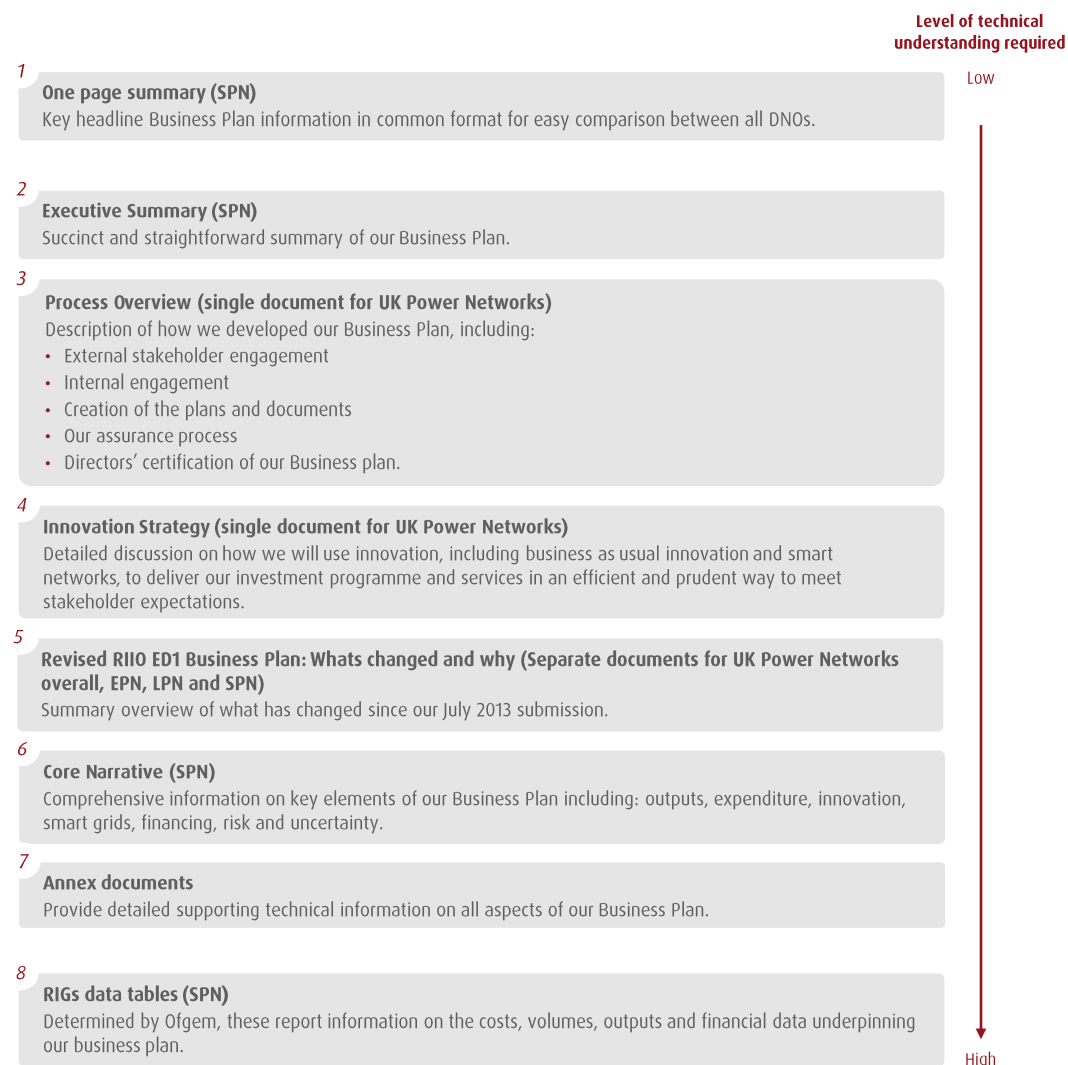 Level of technical
understanding required
Low
1
One page summary (SPN)
Key headline Business Plan information in common format for easy comparison between all DNOs.
2
Executive Summary (SPN)
Succinct and straightforward summary of our Business Plan.
3
Process Overview (single document for UK Power Networks)
Description of how we developed our Business Plan, including:
• External stakeholder engagement
• Internal engagement
• Creation of the plans and documents
• Our assurance process
• Directors’ certification of our Business plan.
4
Innovation Strategy (single document for UK Power Networks)
Detailed discussion on how we will use innovation, including business as usual innovation and smart
networks, to deliver our investment programme and services in an efficient and prudent way to meet
stakeholder expectations.
5
Revised RIIO ED1 Business Plan: Whats changed and why (Separate documents for UK Power Networks
overall, EPN, LPN and SPN)
Summary overview of what has changed since our July 2013 submission.
6
Core Narrative (SPN)
Comprehensive information on key elements of our Business Plan including: outputs, expenditure, innovation,
smart grids, financing, risk and uncertainty.
7
Annex documents
Provide detailed supporting technical information on all aspects of our Business Plan.
8
RIGs data tables (SPN)
Determined by Ofgem, these report information on the costs, volumes, outputs and financial data underpinning
our business plan.
High